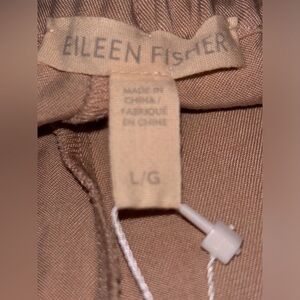 EILEEN FISHER
MADE IN
CHINA/
FABRIQUÉ
EN CHINE
L/G